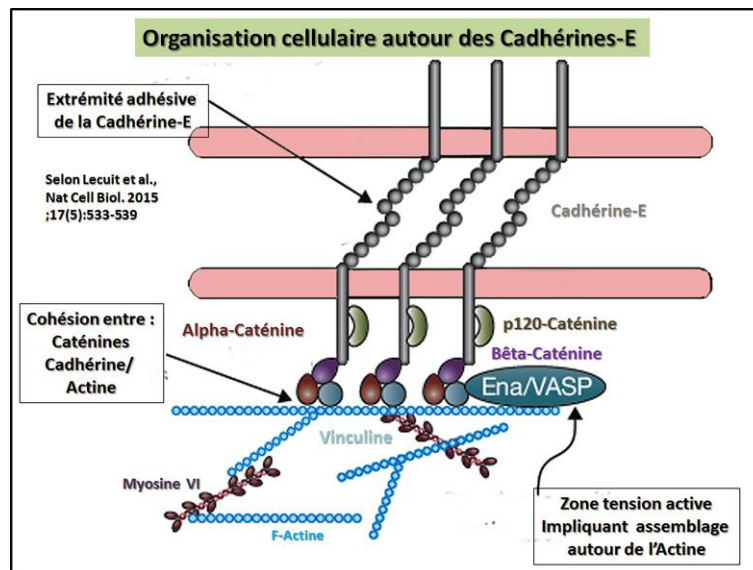 Organisation cellulaire autour des Cadhérines-E
Extrémité adhésive
de la Cadhérine-E
Selon Lecuit et al.,
Nat Cell Biol. 2015
;17(5):533-539
Cadhérine-E
Cohésion entre :
Caténines
Cadhérine/
Actine
Alpha-Caténine
p120-Caténine
Bêta-Caténine
Ena/VASP
Vinculine
Myosine VI
F-Actine
Zone tension active
Impliquant assemblage
autour de l'Actine